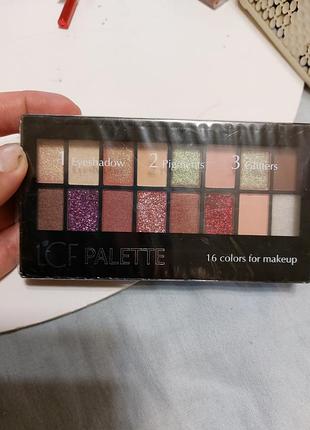 1 Eyeshadow 2 Pigments 3 Glitters
LCF PALETTE
16 colors for makeup